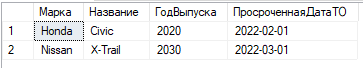 Марка Название ГодВыпуска ПросроченнаяДатаТО
1 Honda Civic 2020 2022-02-01
2 Nissan X-Trail 2030 2022-03-01